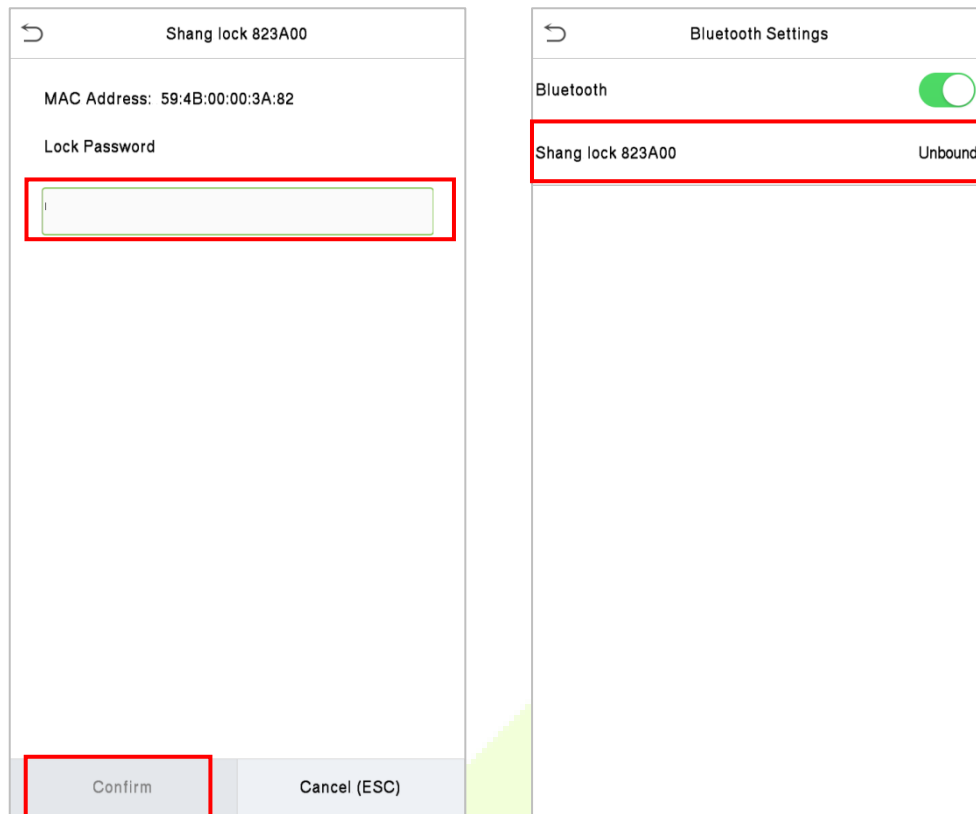 Shang lock 823A00
MAC Address: 59:4B:00:00:3A:82
Lock Password
Confirm
Cancel (ESC)
Bluetooth Settings
Bluetooth
Shang lock 823A00
Unbound